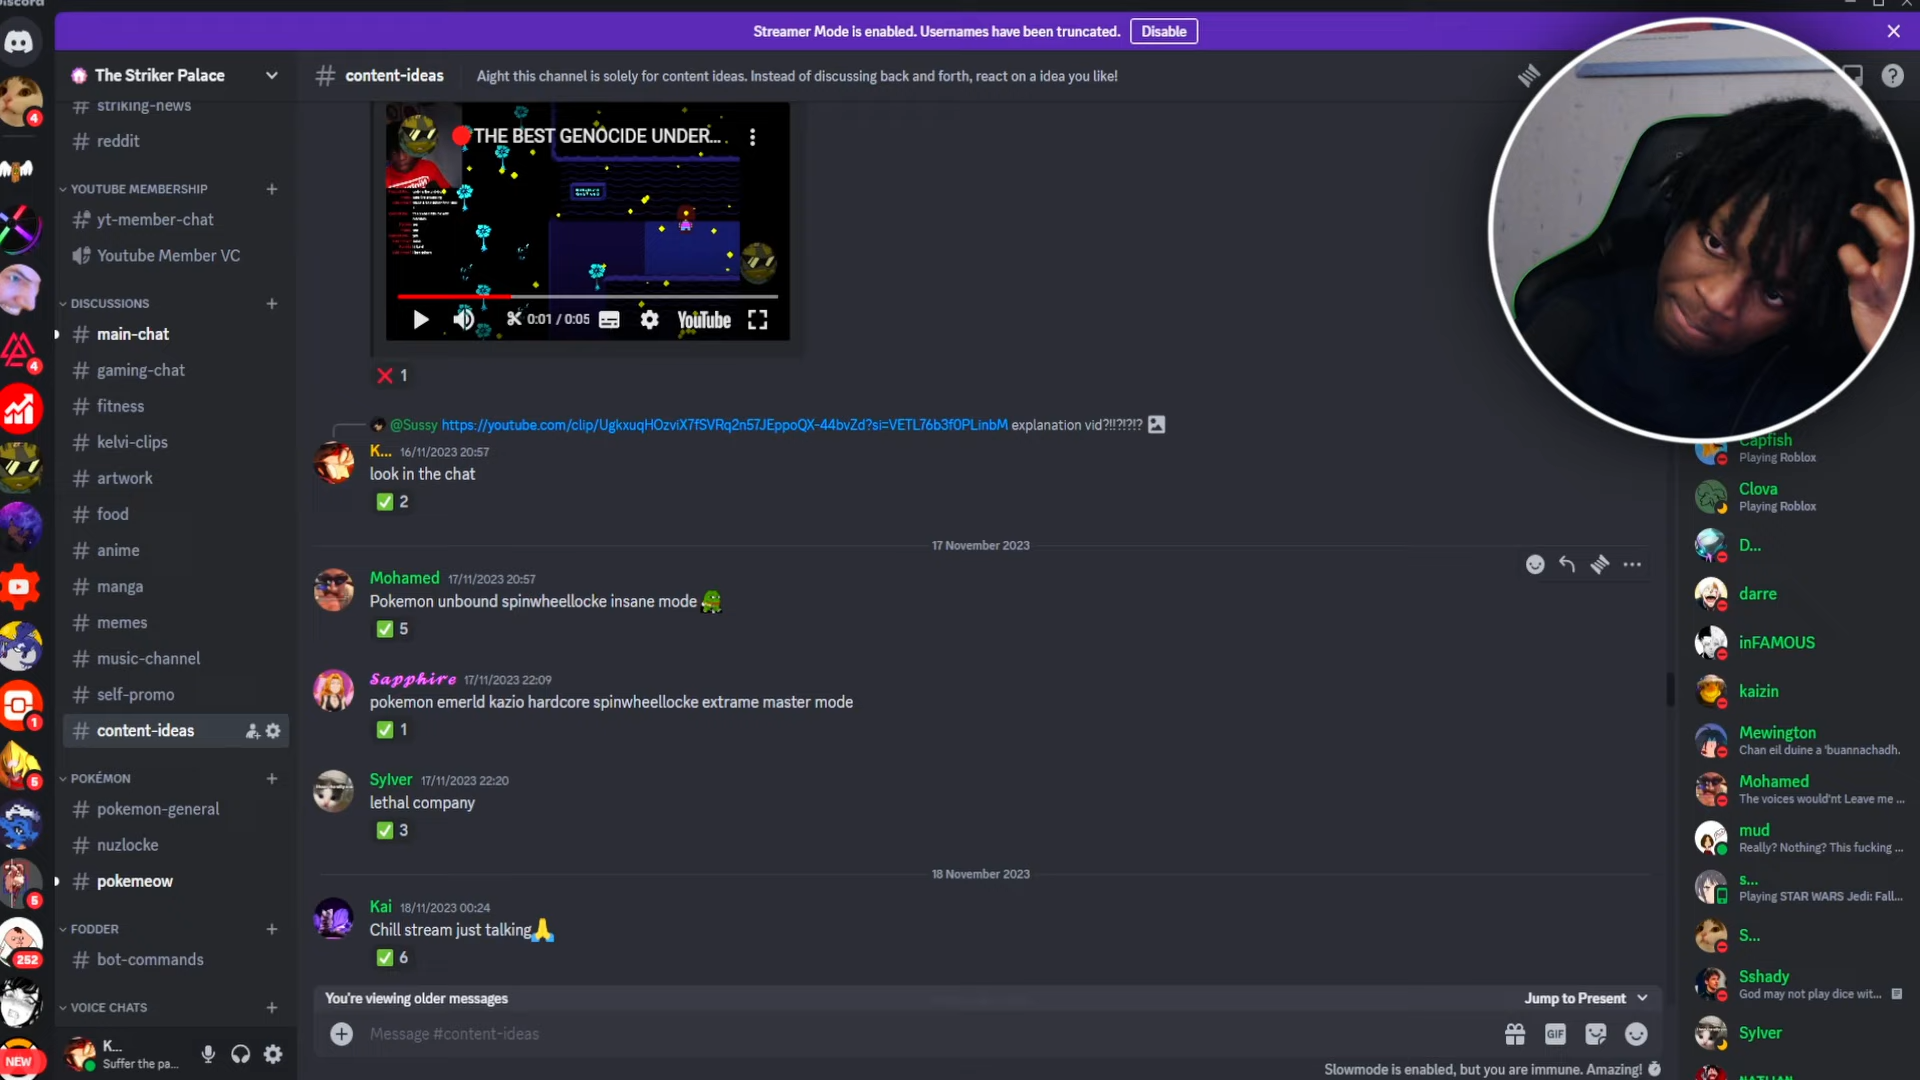 Discord
Streamer Mode is enabled. Usernames have been truncated.
Disable
The Striker Palace
content-ideas
Aight this channel is solely for content ideas. Instead of discussing back and forth, react on a idea you like!
striking-news
reddit
YOUTUBE MEMBERSHIP
yt-member-chat
Youtube Member VC
DISCUSSIONS
main-chat
gaming-chat
fitness
kelvi-clips
artwork
food
anime
manga
memes
music-channel
self-promo
content-ideas
POKÉMON
pokemon-general
nuzlocke
pokemeow
FODDER
bot-commands
VOICE CHATS
K...
Suffer the pa...
4
4
1
5
5
252
NEW
THE BEST GENOCIDE UNDER...
0:01 / 0:05
YouTube
1
@Sussy https://youtube.com/clip/UgkxuqHOzviX7fSVRq2n57JEppoQX-44bvZd?si=VETL76b3f0PLinbM explanation vid?!!?!?!?
K... 16/11/2023 20:57
look in the chat
2
17 November 2023
Mohamed 17/11/2023 20:57
Pokemon unbound spinwheellocke insane mode
5
Sapphire 17/11/2023 22:09
pokemon emerld kazio hardcore spinwheellocke extrame master mode
1
Sylver 17/11/2023 22:20
lethal company
3
18 November 2023
Kai 18/11/2023 00:24
Chill stream just talking
6
You're viewing older messages
Jump to Present
Message #content-ideas
GIF
Slowmode is enabled, but you are immune. Amazing!
Capfish
Playing Roblox
Clova
Playing Roblox
D...
darre
inFAMOUS
kaizin
Mewington
Chan eil duine a 'buannachadh.
Mohamed
The voices would'nt Leave me ...
mud
Really? Nothing? This fucking ...
s...
Playing STAR WARS Jedi: Fall...
S...
Sshady
God may not play dice wit...
Sylver